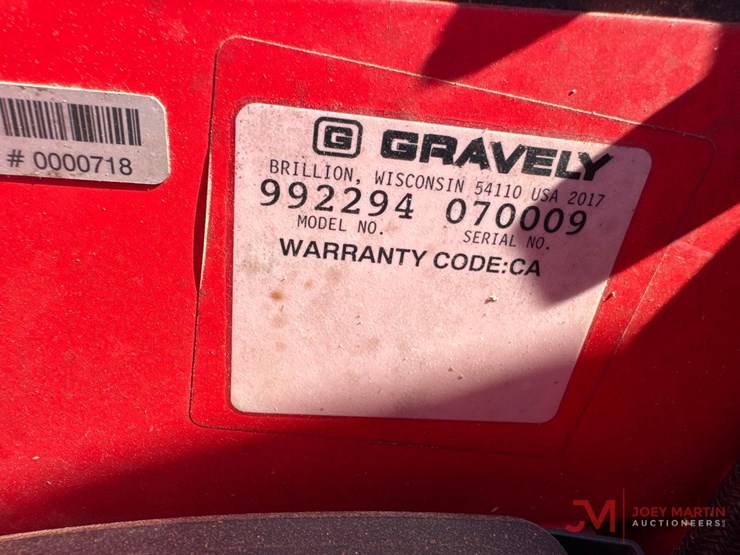 # 0000718
G GRAVELY
BRILLION, WISCONSIN 54110 USA 2017
992294 070009
MODEL NO. SERIAL NO.
WARRANTY CODE:CA
JM JOEY MARTIN
AUCTIONEERS